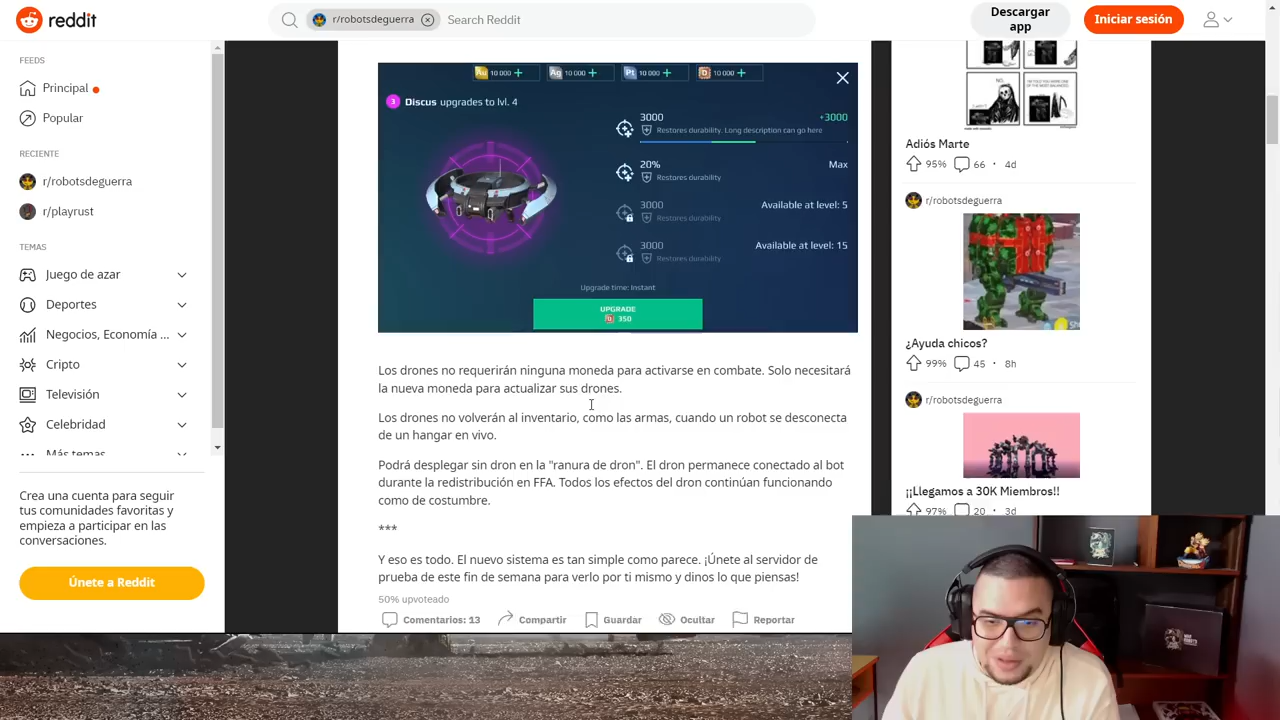 reddit
r/robotsdeguerra
Search Reddit
Descargar
app
Iniciar sesión
FEEDS
Principal
Popular
RECIENTE
r/robotsdeguerra
r/playrust
TEMAS
Juego de azar
Deportes
Negocios, Economía ...
Cripto
Televisión
Celebridad
Más temas
Crea una cuenta para seguir
tus comunidades favoritas y
empieza a participar en las
conversaciones.
Únete a Reddit
Au 10 000 + Ag 10 000 + Pt 10 000 + D 10 000 +
3 Discus upgrades to lvl. 4
3000 +3000
Restores durability. Long description can go here
20% Max
Restores durability
3000 Available at level: 5
Restores durability
3000 Available at level: 15
Restores durability
Upgrade time: Instant
UPGRADE
350
Los drones no requerirán ninguna moneda para activarse en combate. Solo necesitará
la nueva moneda para actualizar sus drones.
Los drones no volverán al inventario, como las armas, cuando un robot se desconecta
de un hangar en vivo.
Podrá desplegar sin dron en la "ranura de dron". El dron permanece conectado al bot
durante la redistribución en FFA. Todos los efectos del dron continúan funcionando
como de costumbre.
***
Y eso es todo. El nuevo sistema es tan simple como parece. ¡Únete al servidor de
prueba de este fin de semana para verlo por ti mismo y dinos lo que piensas!
50% upvoteado
Comentarios: 13 Compartir Guardar Ocultar Reportar
NO.
Adiós Marte
95% 66 · 4d
r/robotsdeguerra
¿Ayuda chicos?
99% 45 · 8h
r/robotsdeguerra
¡¡Llegamos a 30K Miembros!!
97% 20 · 3d